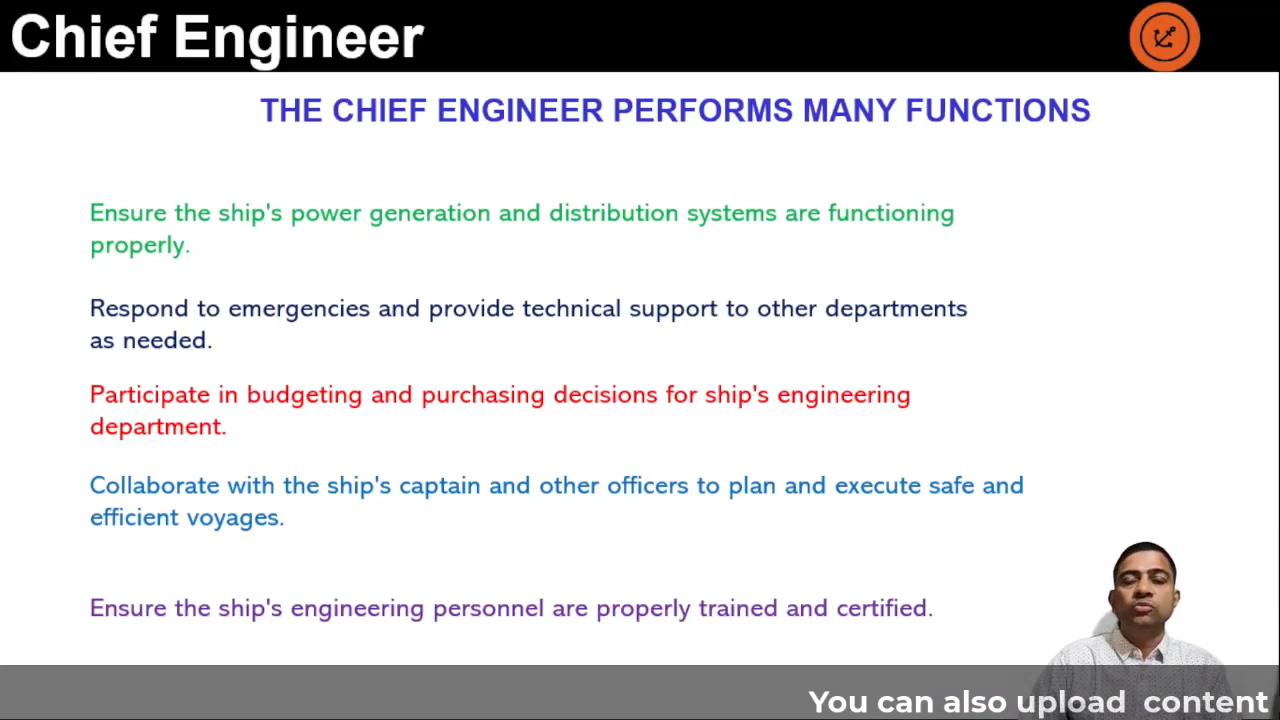 Chief Engineer
THE CHIEF ENGINEER PERFORMS MANY FUNCTIONS
Ensure the ship's power generation and distribution systems are functioning
properly.
Respond to emergencies and provide technical support to other departments
as needed.
Participate in budgeting and purchasing decisions for ship's engineering
department.
Collaborate with the ship's captain and other officers to plan and execute safe and
efficient voyages.
Ensure the ship's engineering personnel are properly trained and certified.
You can also upload content